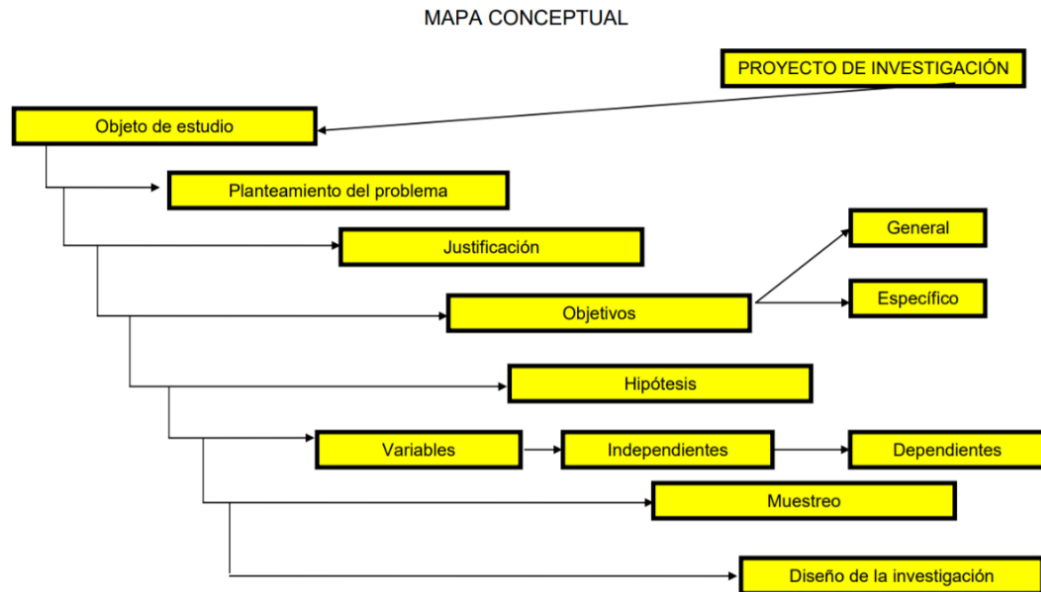 MAPA CONCEPTUAL
PROYECTO DE INVESTIGACIÓN
Objeto de estudio
Planteamiento del problema
Justificación
General
Objetivos
Específico
Hipótesis
Variables
Independientes
Dependientes
Muestreo
Diseño de la investigación